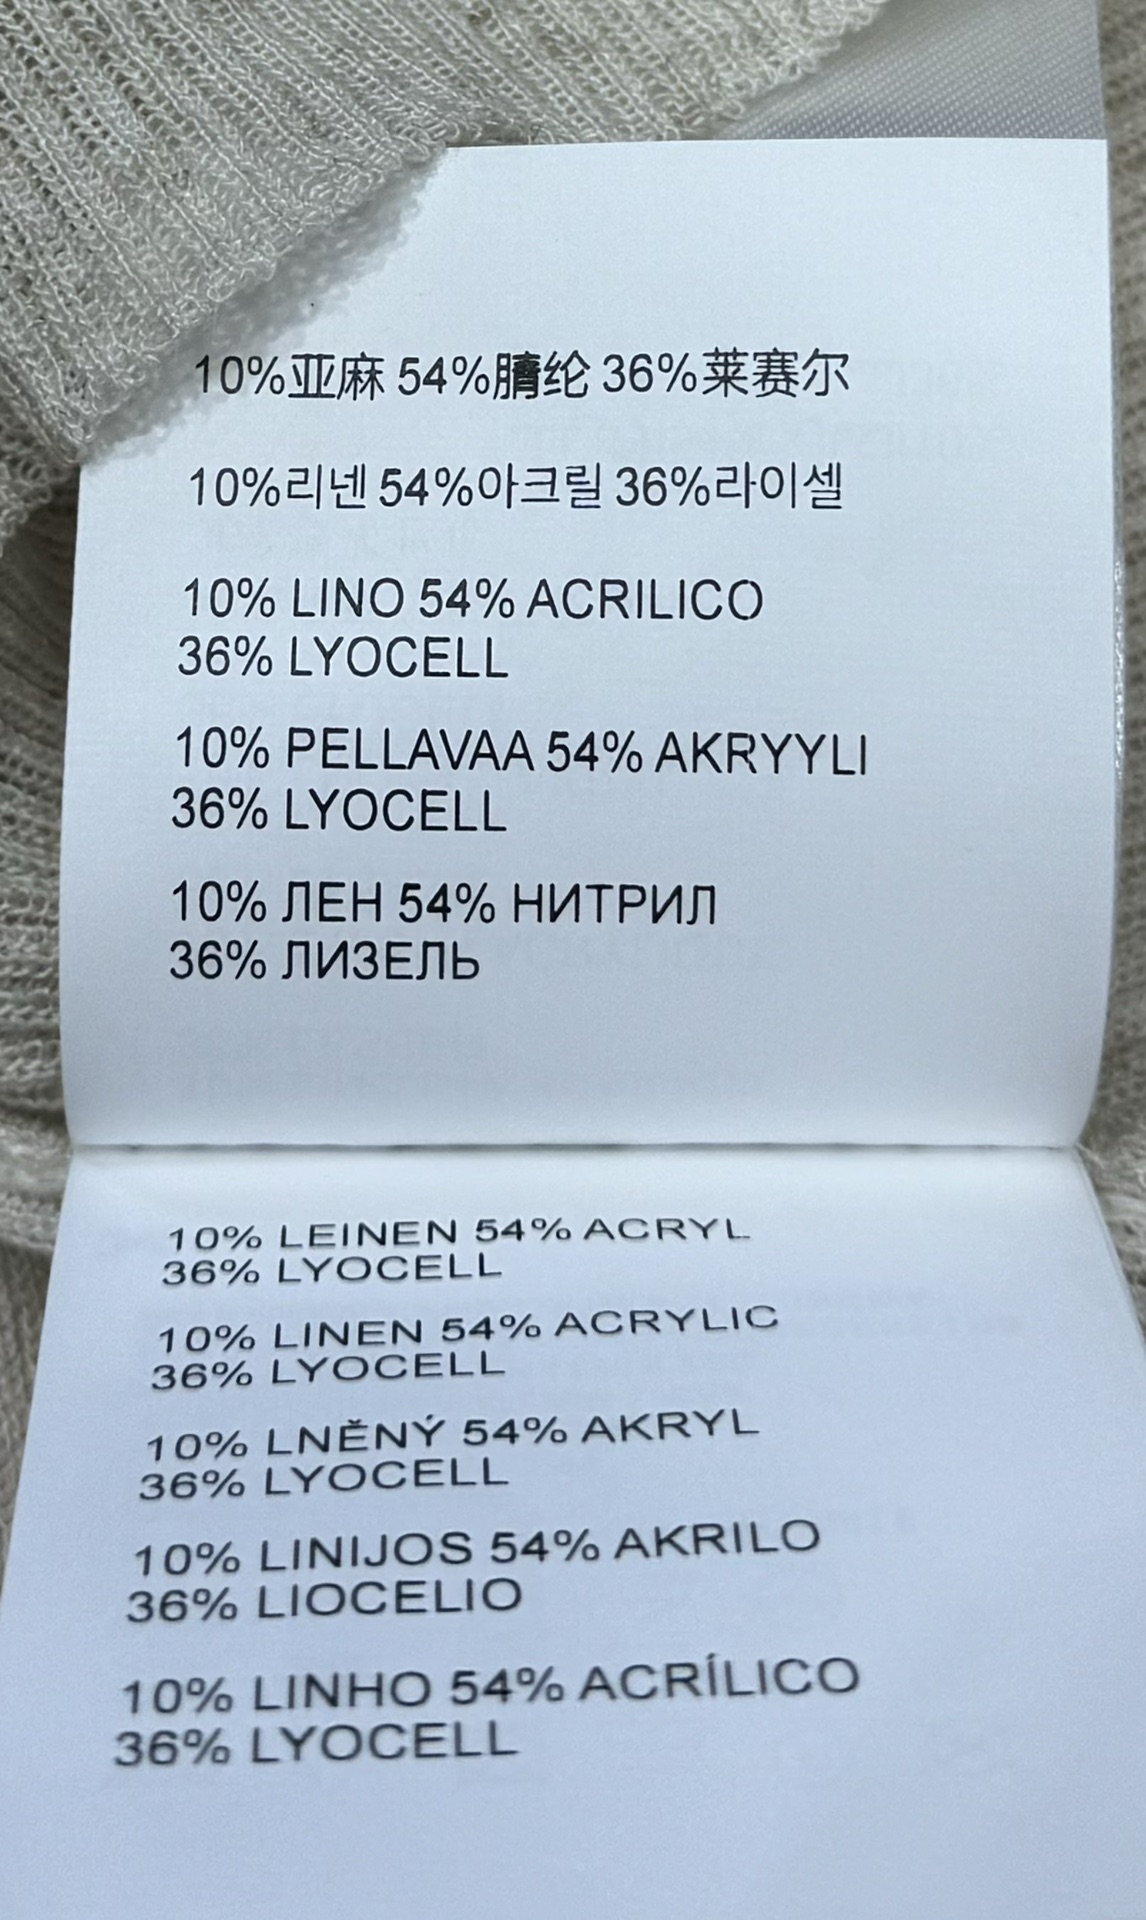 10%亚麻 54%腈纶 36%莱赛尔
10%리넨 54%아크릴 36%라이셀
10% LINO 54% ACRILICO
36% LYOCELL
10% PELLAVAA 54% AKRYYLI
36% LYOCELL
10% ЛЕН 54% НИТРИЛ
36% ЛИЗЕЛЬ
10% LEINEN 54% ACRYL
36% LYOCELL
10% LINEN 54% ACRYLIC
36% LYOCELL
10% LNĚNÝ 54% AKRYL
36% LYOCELL
10% LINIJOS 54% AKRILO
36% LIOCELIO
10% LINHO 54% ACRÍLICO
36% LYOCELL